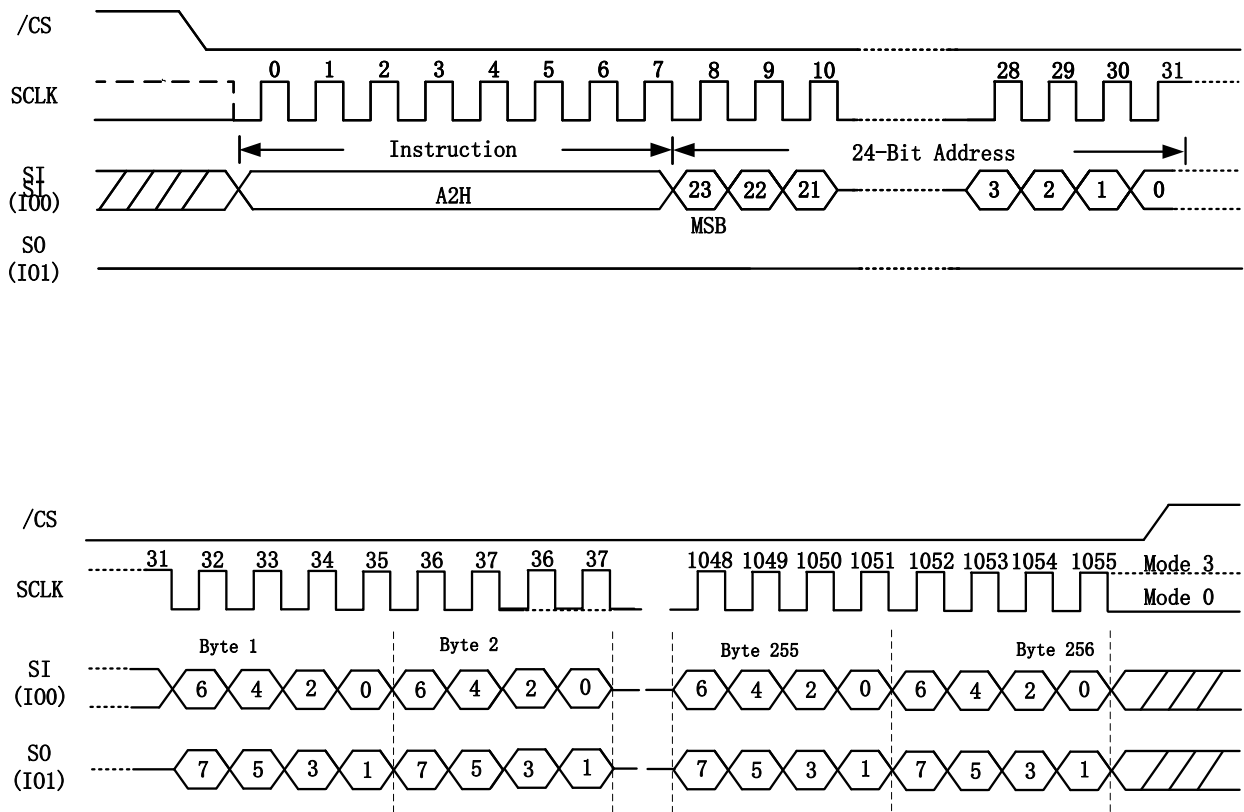 /CS
0 1 2 3 4 5 6 7 8 9 10 28 29 30 31
SCLK
Instruction 24-Bit Address
SI
SI
(IO0)
A2H 23 22 21 3 2 1 0
MSB
SO
(IO1)
/CS
31 32 33 34 35 36 37 36 37 1048 1049 1050 1051 1052 1053 1054 1055 Mode 3
SCLK
Mode 0
Byte 1 Byte 2 Byte 255 Byte 256
SI
(IO0)
6 4 2 0 6 4 2 0 6 4 2 0 6 4 2 0
SO
(IO1)
7 5 3 1 7 5 3 1 7 5 3 1 7 5 3 1